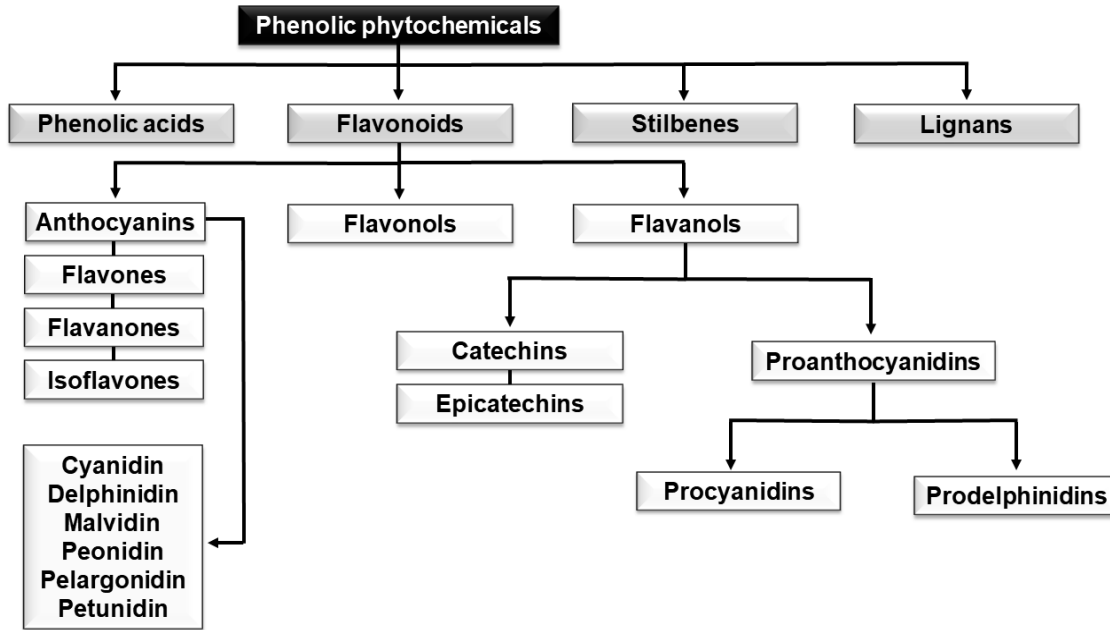 Phenolic phytochemicals
Phenolic acids
Flavonoids
Stilbenes
Lignans
Anthocyanins
Flavonols
Flavanols
Flavones
Flavanones
Isoflavones
Catechins
Epicatechins
Proanthocyanidins
Procyanidins
Prodelphinidins
Cyanidin
Delphinidin
Malvidin
Peonidin
Pelargonidin
Petunidin